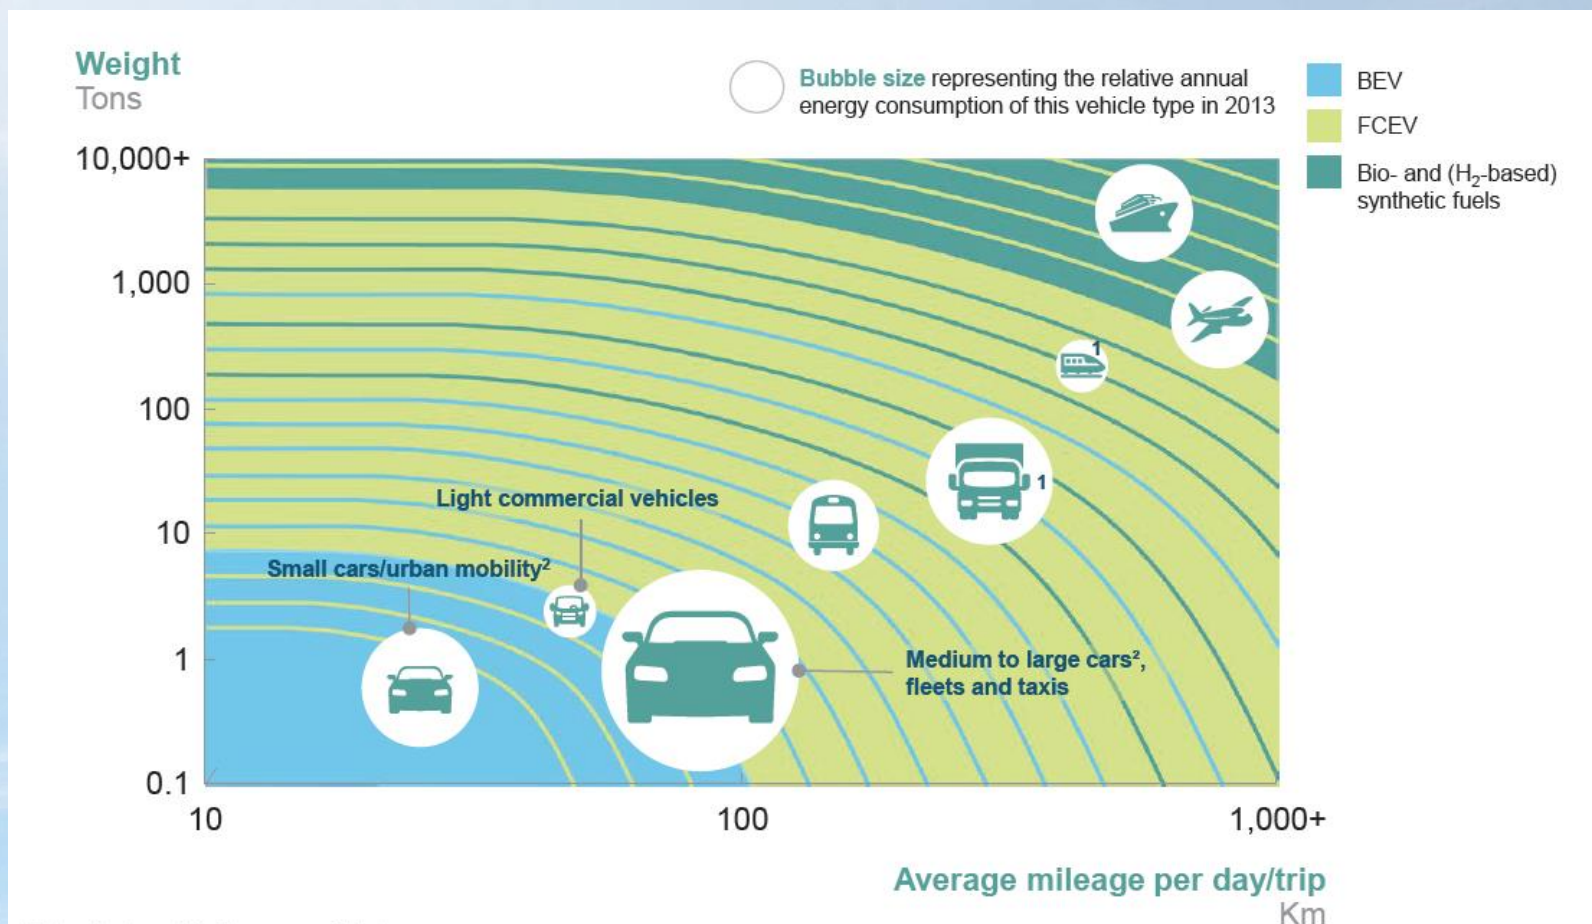 Weight
Tons
Bubble size representing the relative annual
energy consumption of this vehicle type in 2013
BEV
FCEV
Bio- and (H₂-based)
synthetic fuels
10,000+
1,000
100
10
1
0.1
1
1
Light commercial vehicles
Small cars/urban mobility²
Medium to large cars²,
fleets and taxis
10
100
1,000+
Average mileage per day/trip
Km